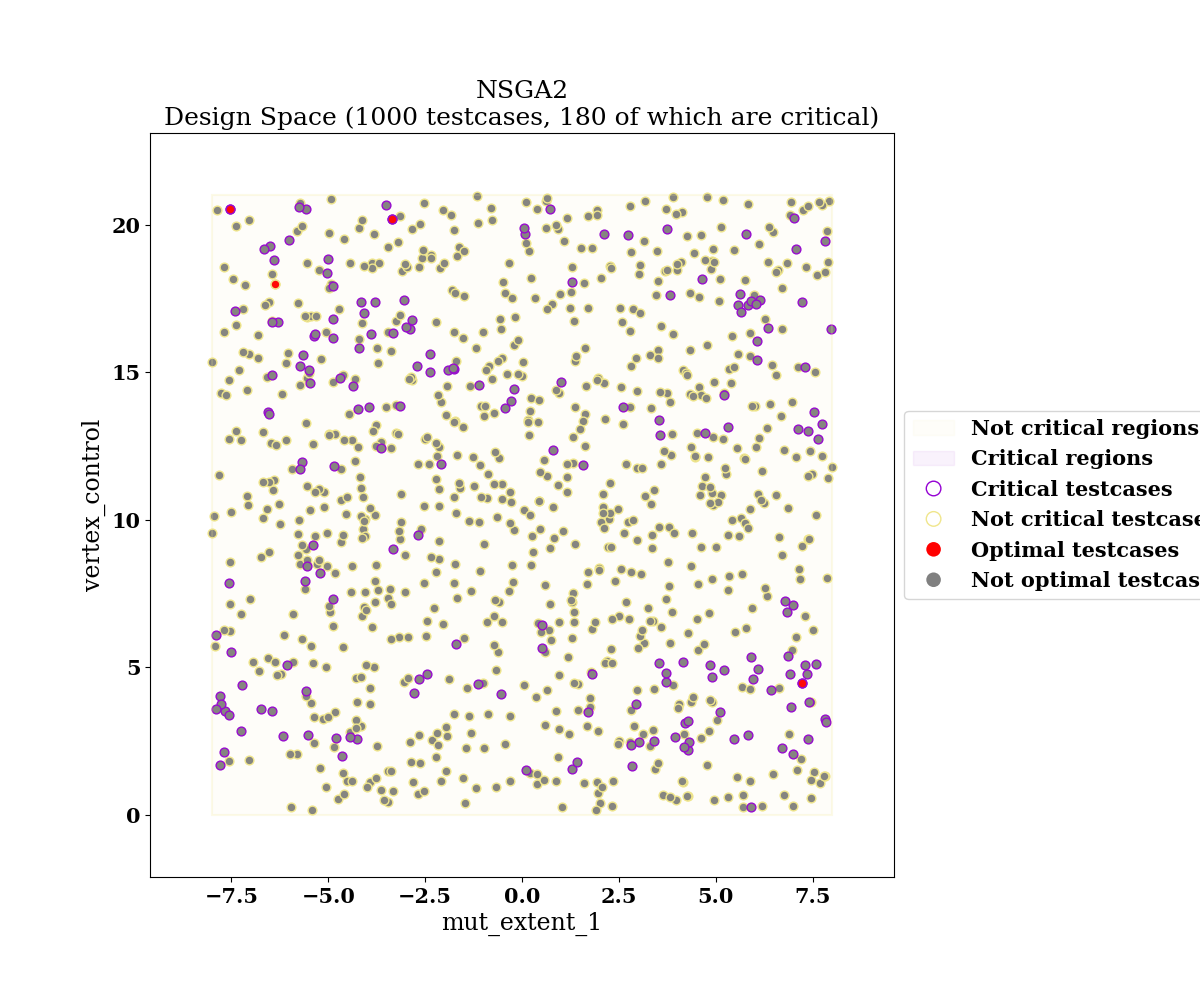 NSGA2
Design Space (1000 testcases, 180 of which are critical)
20
15
10
5
0
vertex_control
−7.5 −5.0 −2.5 0.0 2.5 5.0 7.5
mut_extent_1
Not critical regions
Critical regions
Critical testcases
Not critical testcase
Optimal testcases
Not optimal testcas